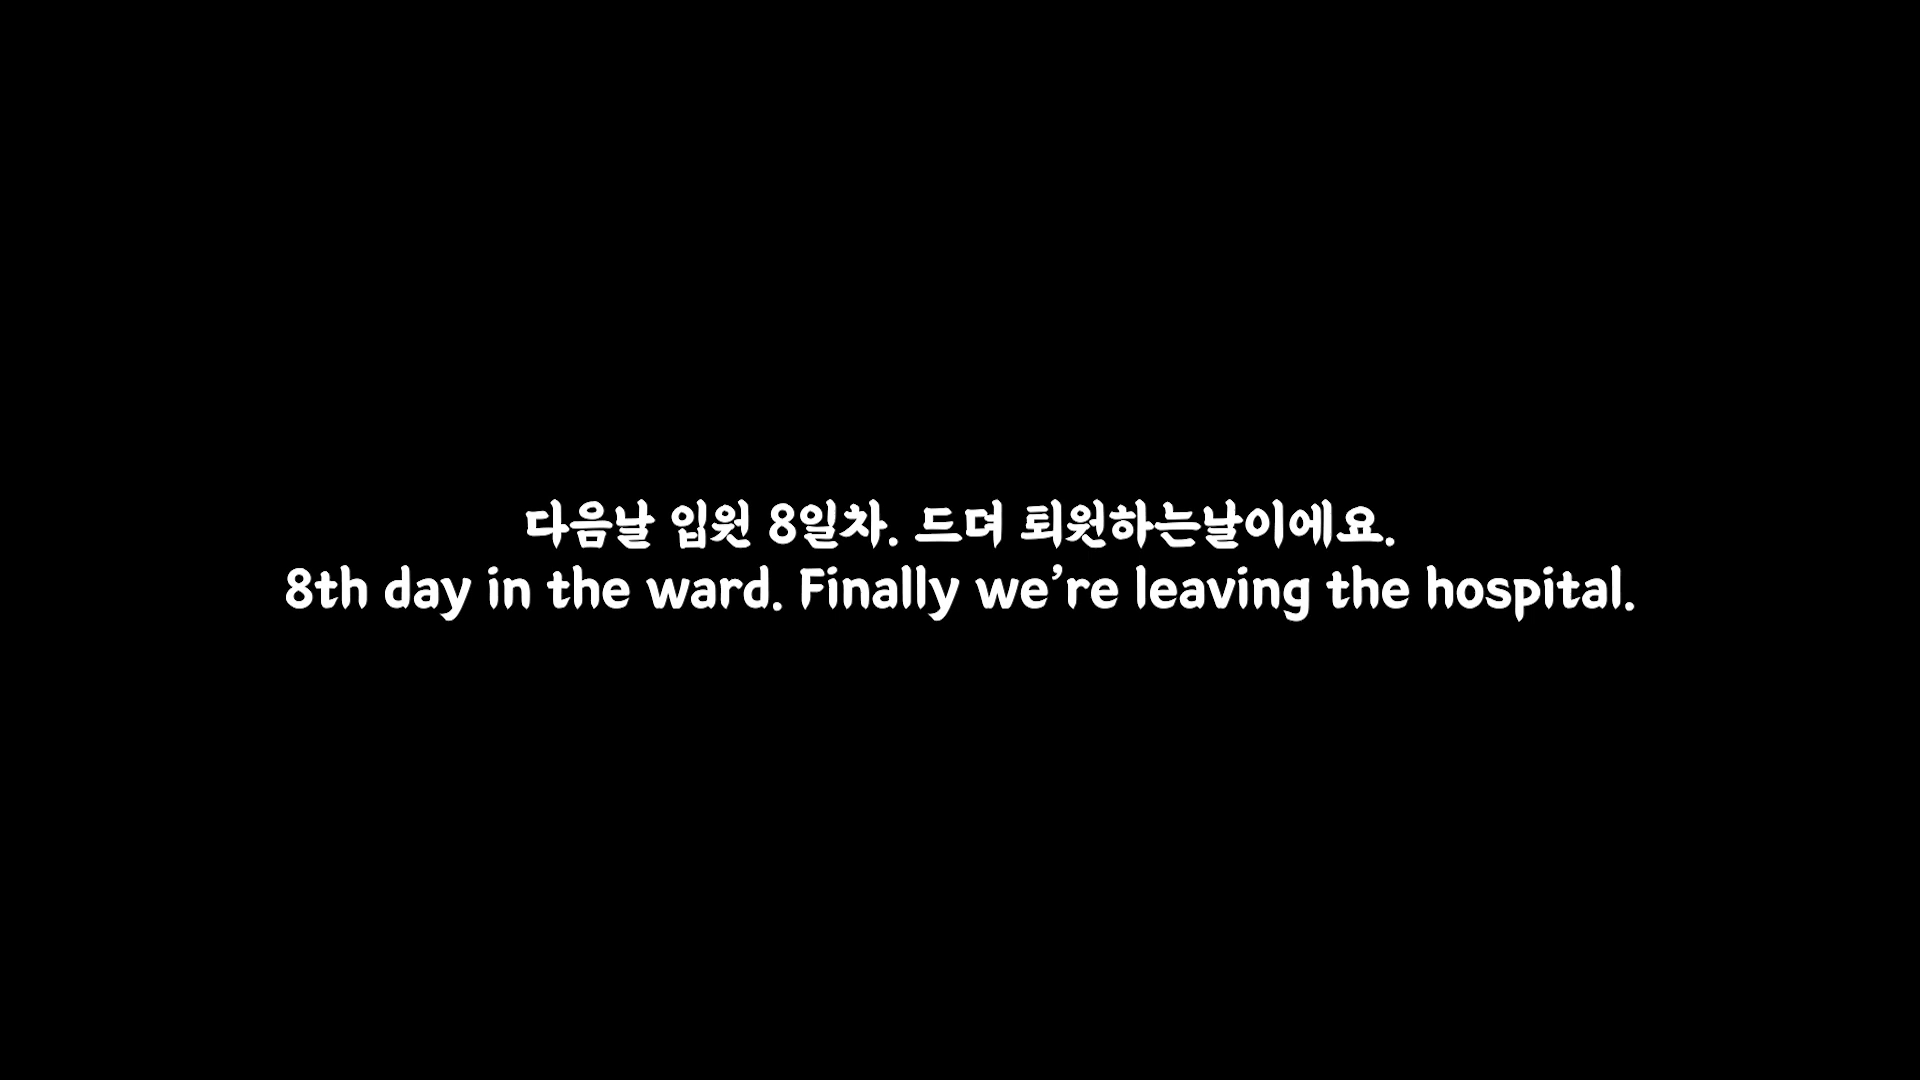 다음날 입원 8일차. 드뎌 퇴원하는날이에요.
8th day in the ward. Finally we’re leaving the hospital.